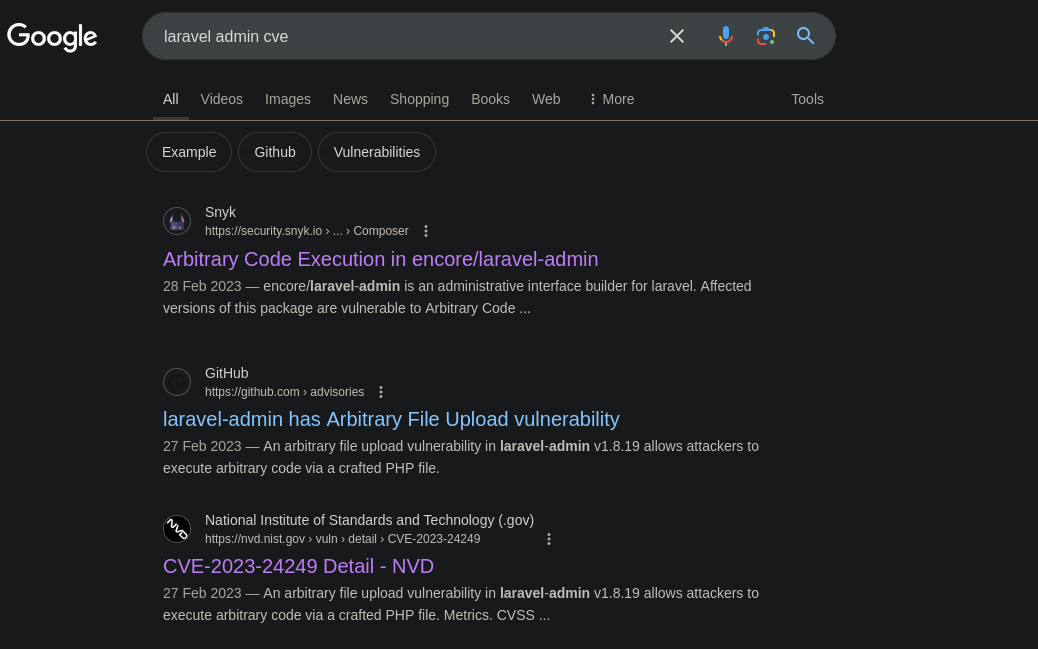 Google
laravel admin cve
All Videos Images News Shopping Books Web More Tools
Example Github Vulnerabilities
Snyk
https://security.snyk.io › ... › Composer
Arbitrary Code Execution in encore/laravel-admin
28 Feb 2023 — encore/laravel-admin is an administrative interface builder for laravel. Affected
versions of this package are vulnerable to Arbitrary Code ...
GitHub
https://github.com › advisories
laravel-admin has Arbitrary File Upload vulnerability
27 Feb 2023 — An arbitrary file upload vulnerability in laravel-admin v1.8.19 allows attackers to
execute arbitrary code via a crafted PHP file.
NVD
National Institute of Standards and Technology (.gov)
https://nvd.nist.gov › vuln › detail › CVE-2023-24249
CVE-2023-24249 Detail - NVD
27 Feb 2023 — An arbitrary file upload vulnerability in laravel-admin v1.8.19 allows attackers to
execute arbitrary code via a crafted PHP file. Metrics. CVSS ...